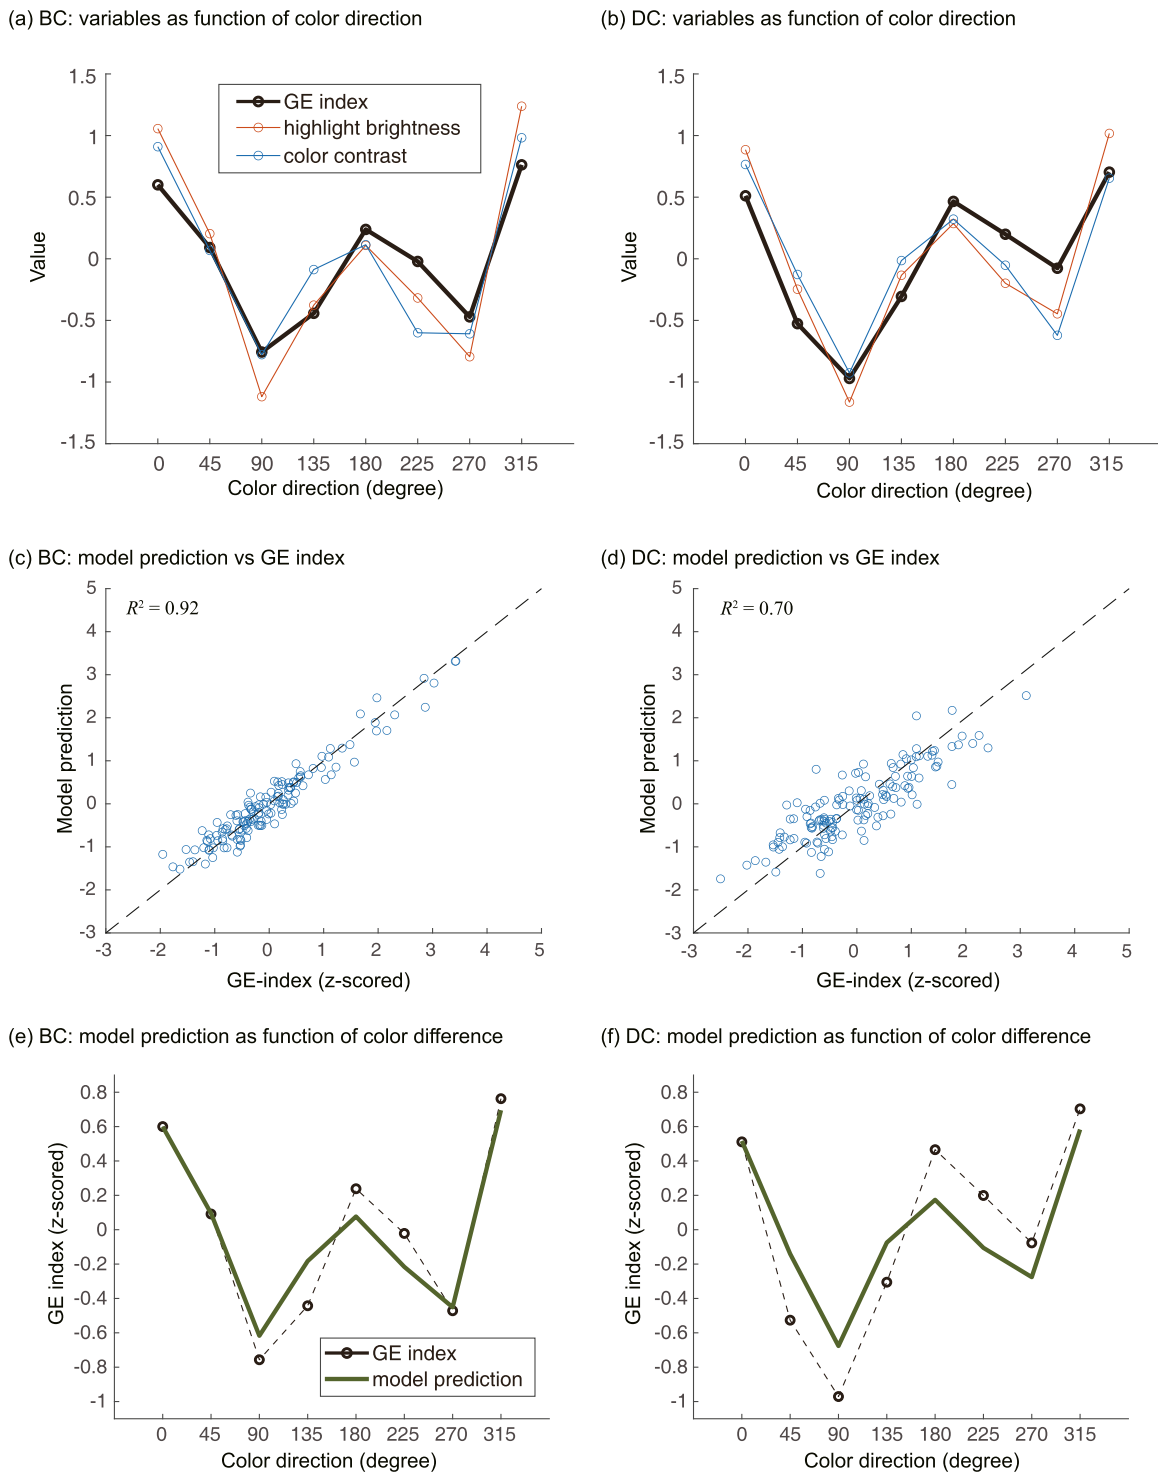 (a) BC: variables as function of color direction
(b) DC: variables as function of color direction
1.5
1
0.5
0
-0.5
-1
-1.5
Value
GE index
highlight brightness
color contrast
0 45 90 135 180 225 270 315
Color direction (degree)
1.5
1
0.5
0
-0.5
-1
-1.5
Value
0 45 90 135 180 225 270 315
Color direction (degree)
(c) BC: model prediction vs GE index
(d) DC: model prediction vs GE index
R² = 0.92
5
4
3
2
1
0
-1
-2
-3
Model prediction
-3 -2 -1 0 1 2 3 4 5
GE-index (z-scored)
R² = 0.70
5
4
3
2
1
0
-1
-2
-3
Model prediction
-3 -2 -1 0 1 2 3 4 5
GE-index (z-scored)
(e) BC: model prediction as function of color difference
(f) DC: model prediction as function of color difference
0.8
0.6
0.4
0.2
0
-0.2
-0.4
-0.6
-0.8
-1
GE index (z-scored)
GE index
model prediction
0 45 90 135 180 225 270 315
Color direction (degree)
0.8
0.6
0.4
0.2
0
-0.2
-0.4
-0.6
-0.8
-1
GE index (z-scored)
0 45 90 135 180 225 270 315
Color direction (degree)